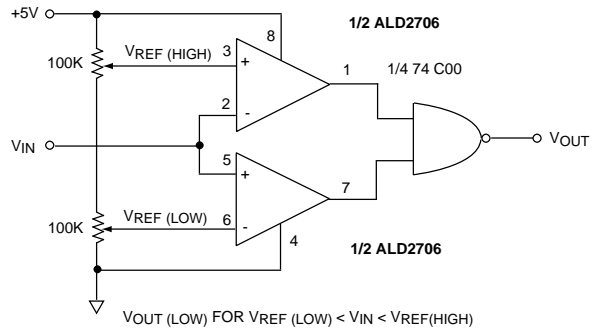 +5V
1/2 ALD2706
8
VREF (HIGH)
3
100K
+
1
1/4 74 C00
2
-
VIN
VOUT
5
+
7
100K
VREF (LOW)
6
-
4
1/2 ALD2706
VOUT (LOW) FOR VREF (LOW) < VIN < VREF(HIGH)